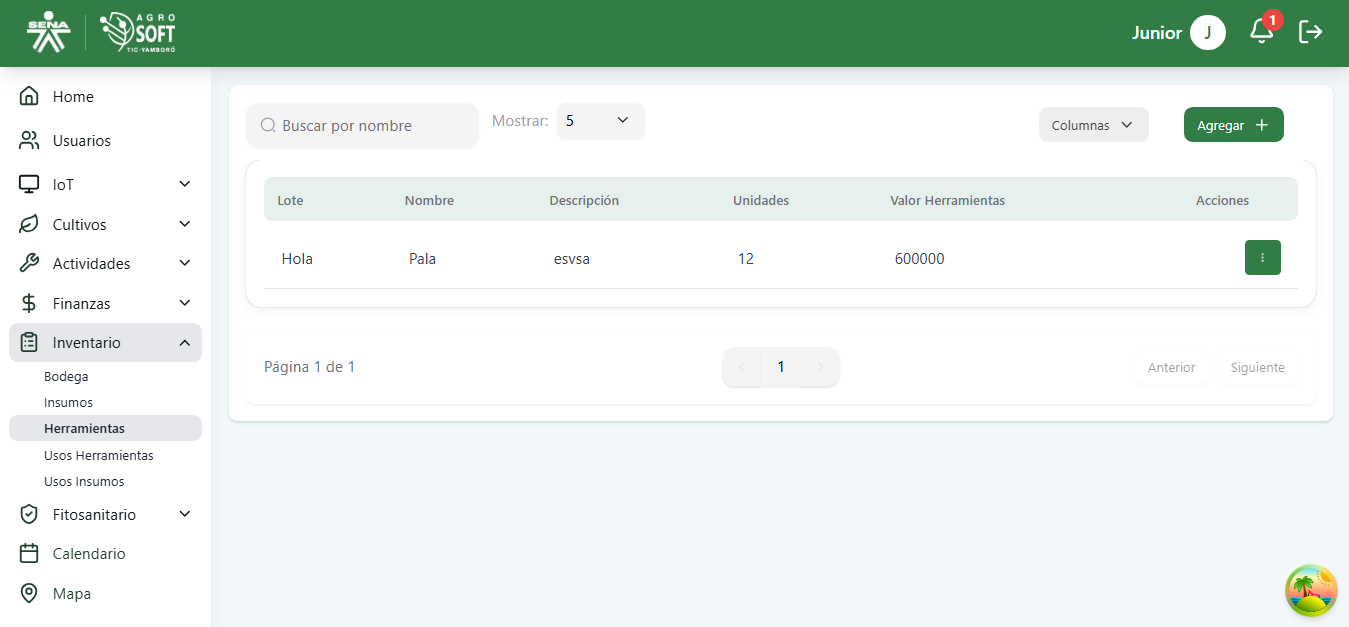 SENA
AGRO
SOFT
TIC-YAMBORÓ
Junior
J
1
Home
Usuarios
IoT
Cultivos
Actividades
Finanzas
Inventario
Bodega
Insumos
Herramientas
Usos Herramientas
Usos Insumos
Fitosanitario
Calendario
Mapa
Buscar por nombre
Mostrar:
5
Columnas
Agregar
Lote Nombre Descripción Unidades Valor Herramientas Acciones
Hola Pala esvsa 12 600000
Página 1 de 1
1
Anterior
Siguiente